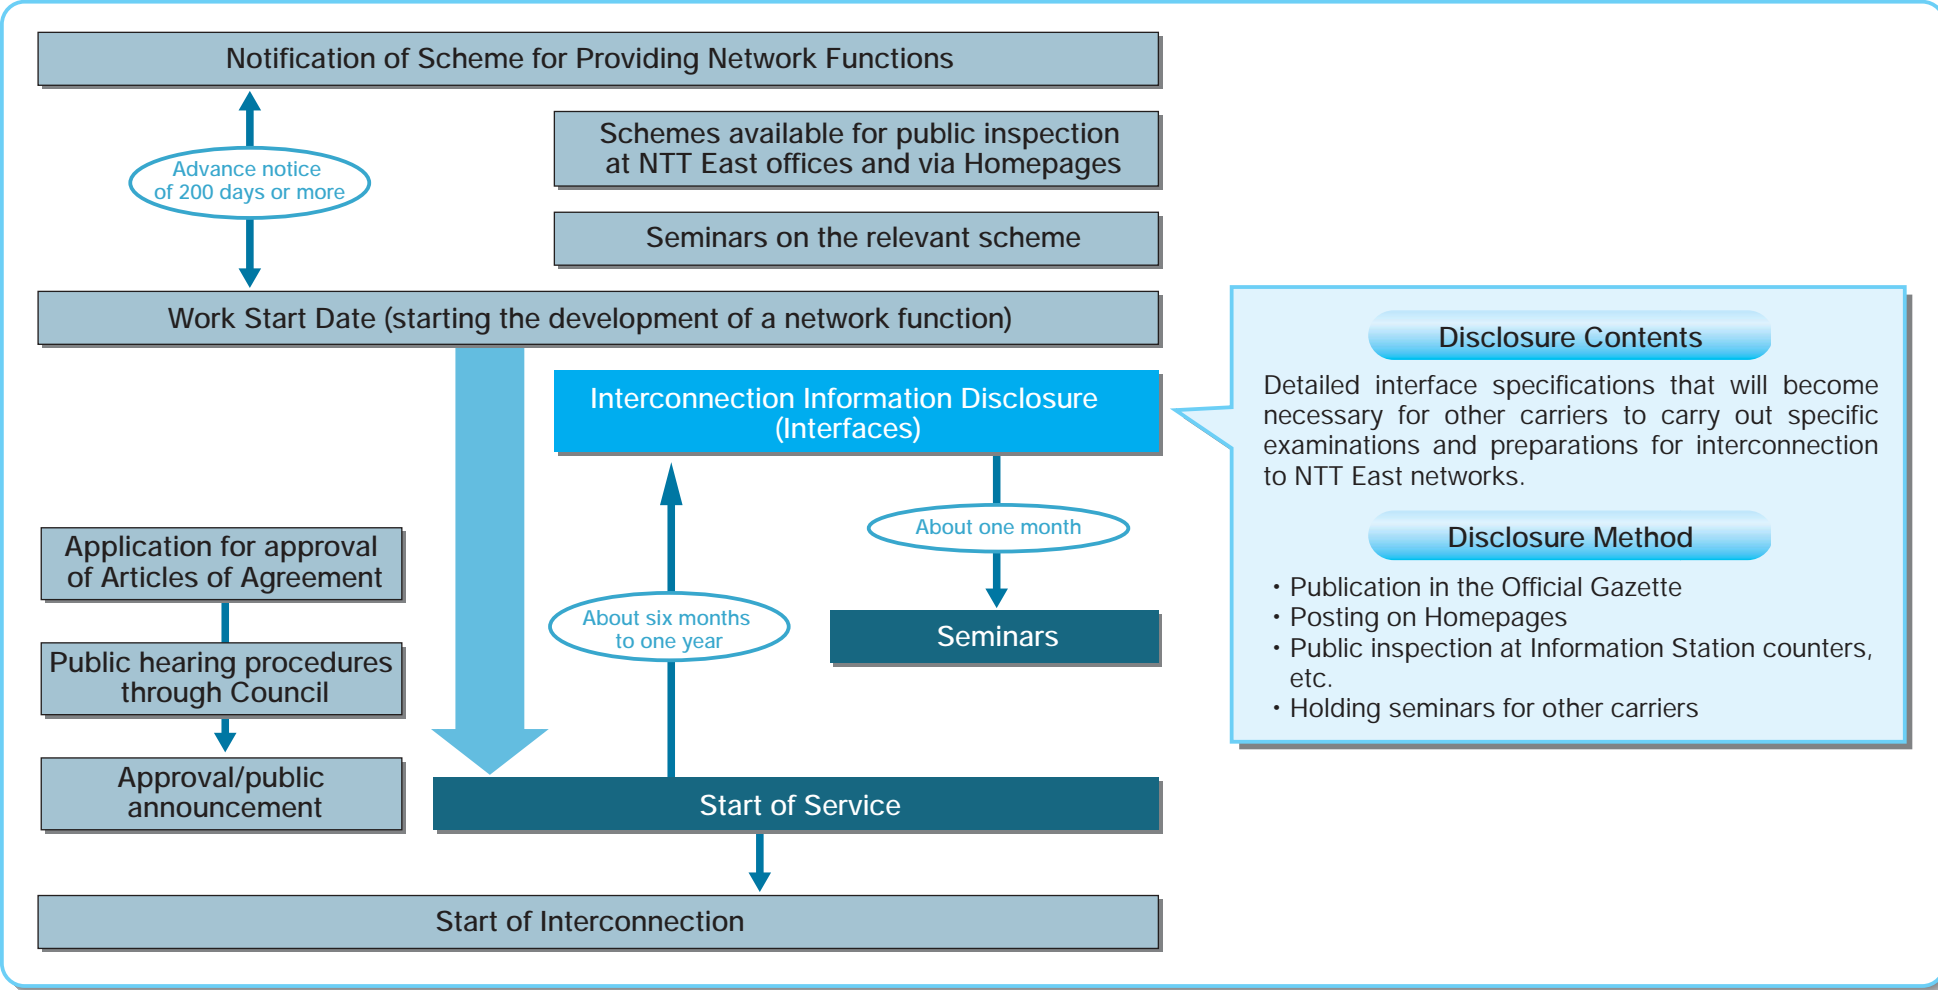 Notification of Scheme for Providing Network Functions
Advance notice
of 200 days or more
Schemes available for public inspection
at NTT East offices and via Homepages
Seminars on the relevant scheme
Work Start Date (starting the development of a network function)
Interconnection Information Disclosure
(Interfaces)
About one month
Seminars
About six months
to one year
Application for approval
of Articles of Agreement
Public hearing procedures
through Council
Approval/public
announcement
Start of Service
Start of Interconnection
Disclosure Contents
Detailed interface specifications that will become
necessary for other carriers to carry out specific
examinations and preparations for interconnection
to NTT East networks.
Disclosure Method
・Publication in the Official Gazette
・Posting on Homepages
・Public inspection at Information Station counters,
etc.
・Holding seminars for other carriers